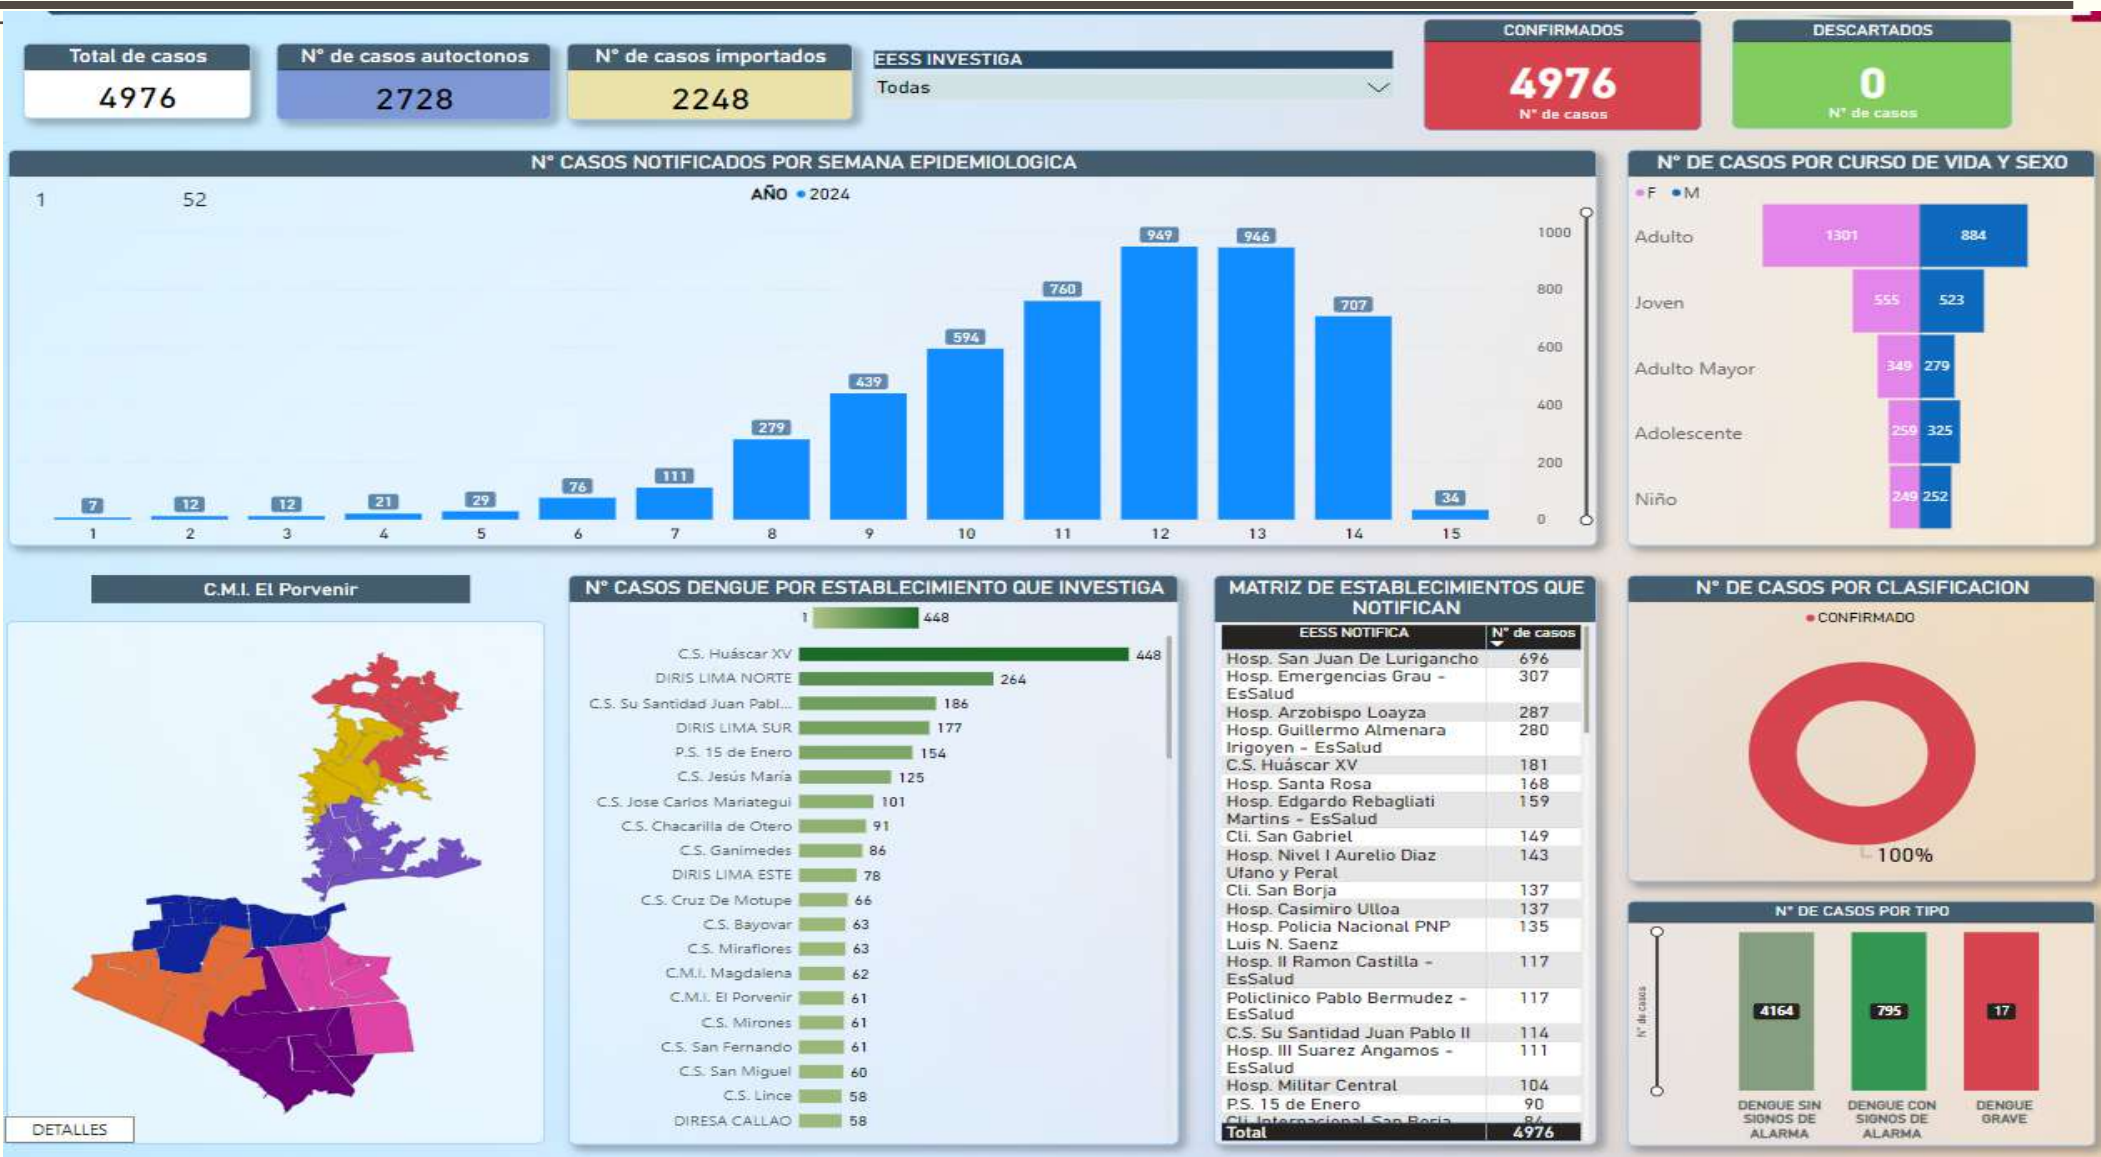 Total de casos
4976
N° de casos autoctonos
2728
N° de casos importados
2248
EESS INVESTIGA
Todas
CONFIRMADOS
4976
N° de casos
DESCARTADOS
0
N° de casos
N° CASOS NOTIFICADOS POR SEMANA EPIDEMIOLOGICA
1 52
AÑO 2024
1000
800
600
400
200
0
7 12 12 21 29 76 111 279 439 594 760 949 946 707 34
1 2 3 4 5 6 7 8 9 10 11 12 13 14 15
N° DE CASOS POR CURSO DE VIDA Y SEXO
F M
Adulto 1301 884
Joven 555 523
Adulto Mayor 349 279
Adolescente 259 325
Niño 249 252
C.M.I. El Porvenir
DETALLES
N° CASOS DENGUE POR ESTABLECIMIENTO QUE INVESTIGA
1 448
C.S. Huáscar XV 448
DIRIS LIMA NORTE 264
C.S. Su Santidad Juan Pabl... 186
DIRIS LIMA SUR 177
P.S. 15 de Enero 154
C.S. Jesús María 125
C.S. Jose Carlos Mariategui 101
C.S. Chacarilla de Otero 91
C.S. Ganimedes 86
DIRIS LIMA ESTE 78
C.S. Cruz De Motupe 66
C.S. Bayovar 63
C.S. Miraflores 63
C.M.I. Magdalena 62
C.M.I. El Porvenir 61
C.S. Mirones 61
C.S. San Fernando 61
C.S. San Miguel 60
C.S. Lince 58
DIRESA CALLAO 58
MATRIZ DE ESTABLECIMIENTOS QUE
NOTIFICAN
EESS NOTIFICA N° de casos
Hosp. San Juan De Lurigancho 696
Hosp. Emergencias Grau - 307
EsSalud
Hosp. Arzobispo Loayza 287
Hosp. Guillermo Almenara 280
Irigoyen - EsSalud
C.S. Huáscar XV 181
Hosp. Santa Rosa 168
Hosp. Edgardo Rebagliati 159
Martins - EsSalud
Cli. San Gabriel 149
Hosp. Nivel I Aurelio Diaz 143
Ufano y Peral
Cli. San Borja 137
Hosp. Casimiro Ulloa 137
Hosp. Policia Nacional PNP 135
Luis N. Saenz
Hosp. II Ramon Castilla - 117
EsSalud
Policlinico Pablo Bermudez - 117
EsSalud
C.S. Su Santidad Juan Pablo II 114
Hosp. III Suarez Angamos - 111
EsSalud
Hosp. Militar Central 104
P.S. 15 de Enero 90
Cli. Internacional San Borja
Total 4976
N° DE CASOS POR CLASIFICACION
CONFIRMADO
100%
N° DE CASOS POR TIPO
N° de casos
4164 795 17
DENGUE SIN SIGNOS DE ALARMA
DENGUE CON SIGNOS DE ALARMA
DENGUE GRAVE